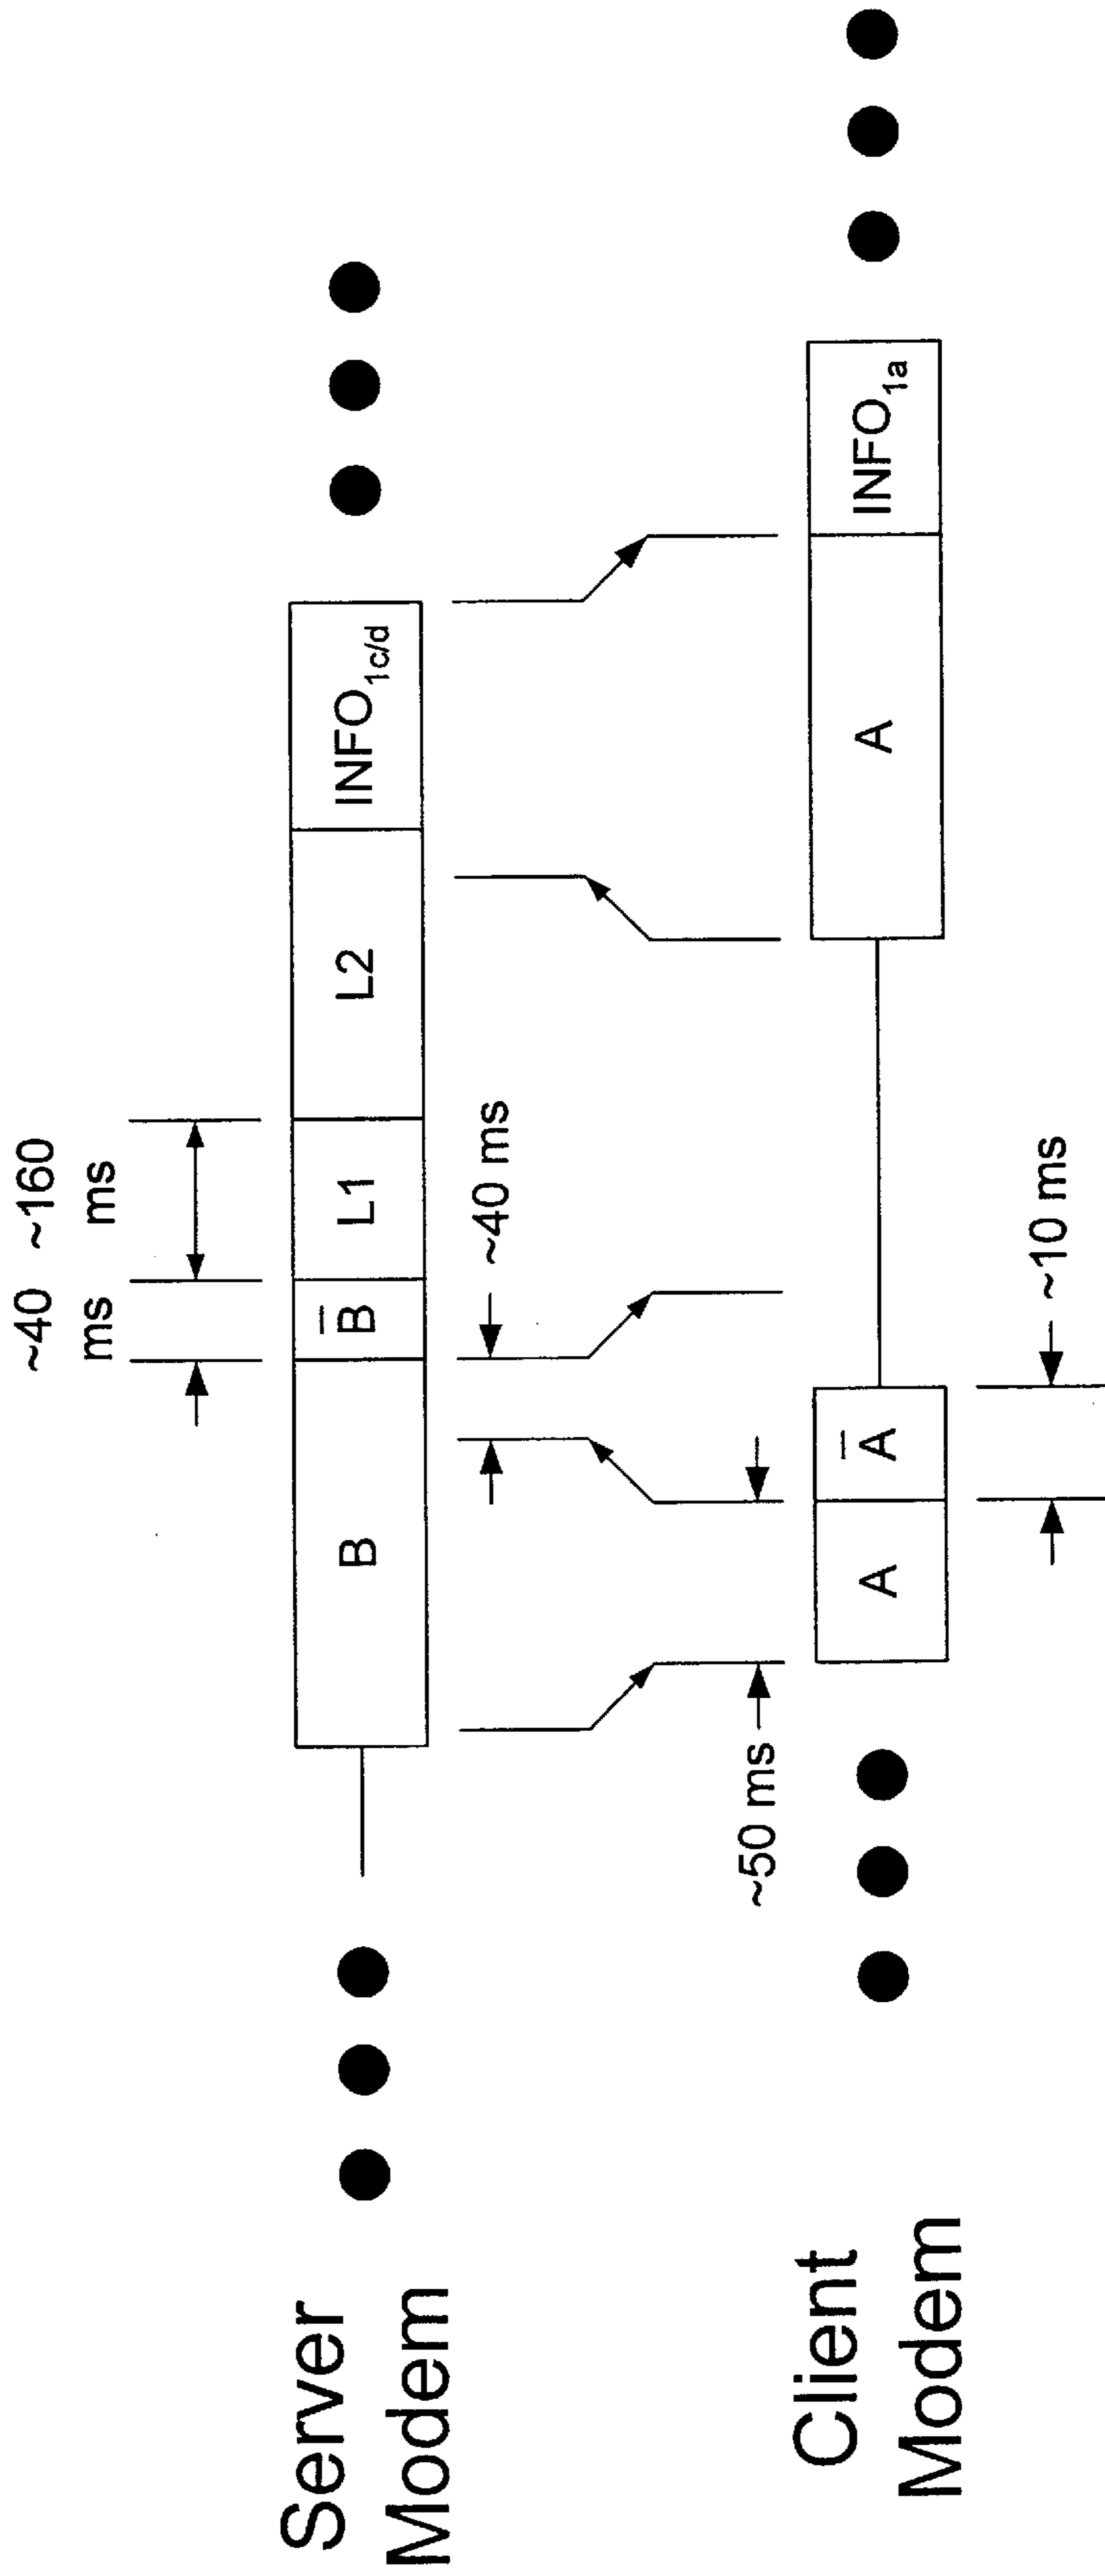 ~40 ~160
ms ms
Server
Modem
B B̅ L1 L2 INFO1c/d
~40 ms
~50 ms
Client
Modem
A A̅ A INFO1a
~10 ms